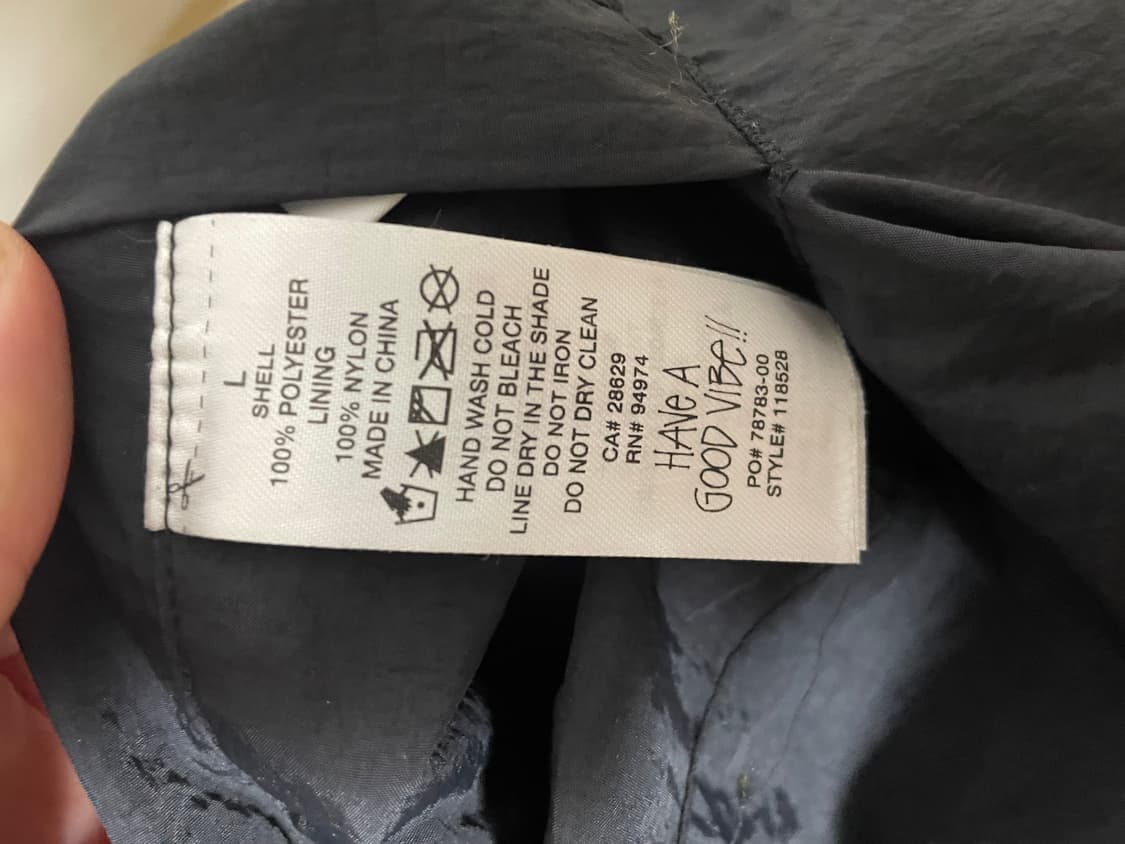 L
SHELL
100% POLYESTER
LINING
100% NYLON
MADE IN CHINA
HAND WASH COLD
DO NOT BLEACH
LINE DRY IN THE SHADE
DO NOT IRON
DO NOT DRY CLEAN
CA# 28629
RN# 94974
HAVE A
GOOD VIBE!!
PO# 78783-00
STYLE# 118528